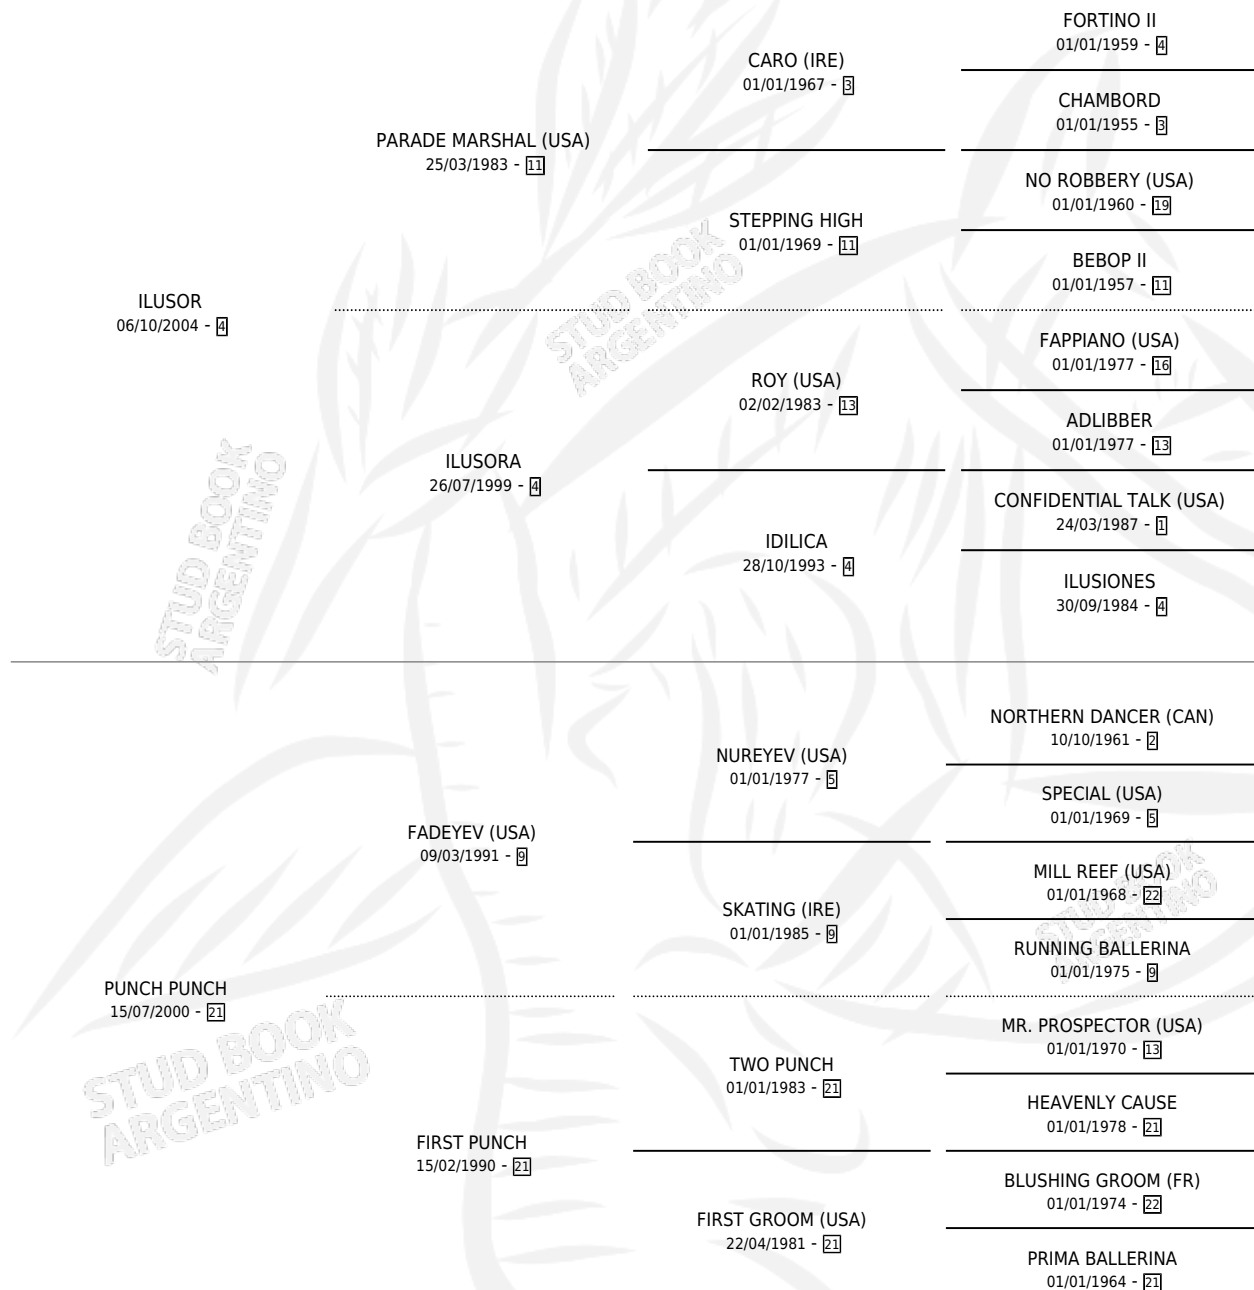 FORTINO II
01/01/1959 - 4
CARO (IRE)
01/01/1967 - 3
CHAMBORD
01/01/1955 - 3
PARADE MARSHAL (USA)
25/03/1983 - 11
NO ROBBERY (USA)
01/01/1960 - 19
STEPPING HIGH
01/01/1969 - 11
BEBOP II
01/01/1957 - 11
ILUSOR
06/10/2004 - 4
FAPPIANO (USA)
01/01/1977 - 16
ROY (USA)
02/02/1983 - 13
ADLIBBER
01/01/1977 - 13
ILUSORA
26/07/1999 - 4
CONFIDENTIAL TALK (USA)
24/03/1987 - 1
IDILICA
28/10/1993 - 4
ILUSIONES
30/09/1984 - 4
NORTHERN DANCER (CAN)
10/10/1961 - 2
NUREYEV (USA)
01/01/1977 - 5
SPECIAL (USA)
01/01/1969 - 5
FADEYEV (USA)
09/03/1991 - 9
MILL REEF (USA)
01/01/1968 - 22
SKATING (IRE)
01/01/1985 - 9
RUNNING BALLERINA
01/01/1975 - 9
PUNCH PUNCH
15/07/2000 - 21
MR. PROSPECTOR (USA)
01/01/1970 - 13
TWO PUNCH
01/01/1983 - 21
HEAVENLY CAUSE
01/01/1978 - 21
FIRST PUNCH
15/02/1990 - 21
BLUSHING GROOM (FR)
01/01/1974 - 22
FIRST GROOM (USA)
22/04/1981 - 21
PRIMA BALLERINA
01/01/1964 - 21
STUD BOOK
ARGENTINO
STUD BOOK
ARGENTINO
STUD BOOK
ARGENTINO
STUD BOOK
ARGENTINO